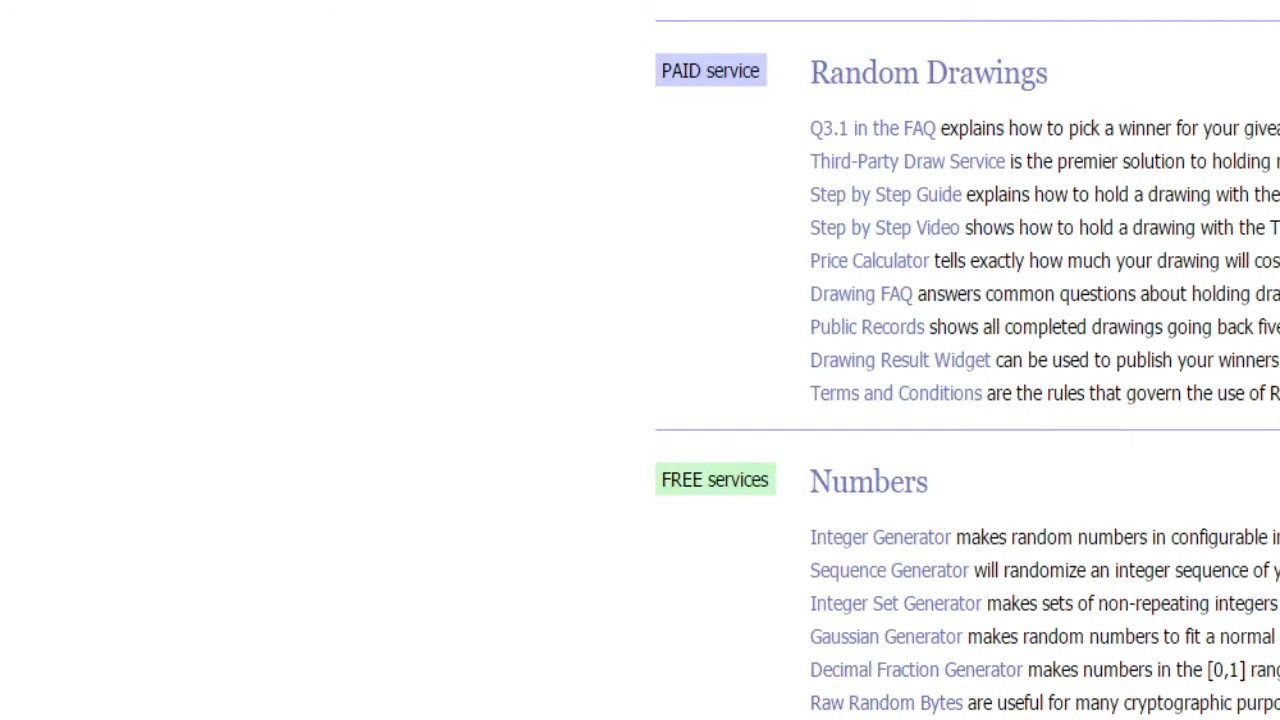 PAID service
Random Drawings
Q3.1 in the FAQ explains how to pick a winner for your
Third-Party Draw Service is the premier solution to holding
Step by Step Guide explains how to hold a drawing with the
Step by Step Video shows how to hold a drawing with the T
Price Calculator tells exactly how much your drawing will
Drawing FAQ answers common questions about holding
Public Records shows all completed drawings going back
Drawing Result Widget can be used to publish your winners
Terms and Conditions are the rules that govern the use of R
FREE services
Numbers
Integer Generator makes random numbers in configurable
Sequence Generator will randomize an integer sequence of
Integer Set Generator makes sets of non-repeating integers
Gaussian Generator makes random numbers to fit a normal
Decimal Fraction Generator makes numbers in the [0,1]
Raw Random Bytes are useful for many cryptographic